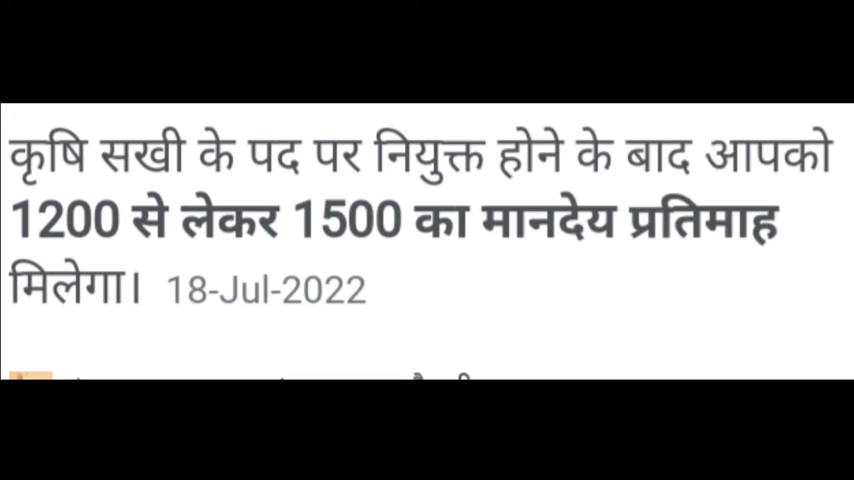 कृषि सखी के पद पर नियुक्त होने के बाद आपको
1200 से लेकर 1500 का मानदेय प्रतिमाह
मिलेगा। 18-Jul-2022